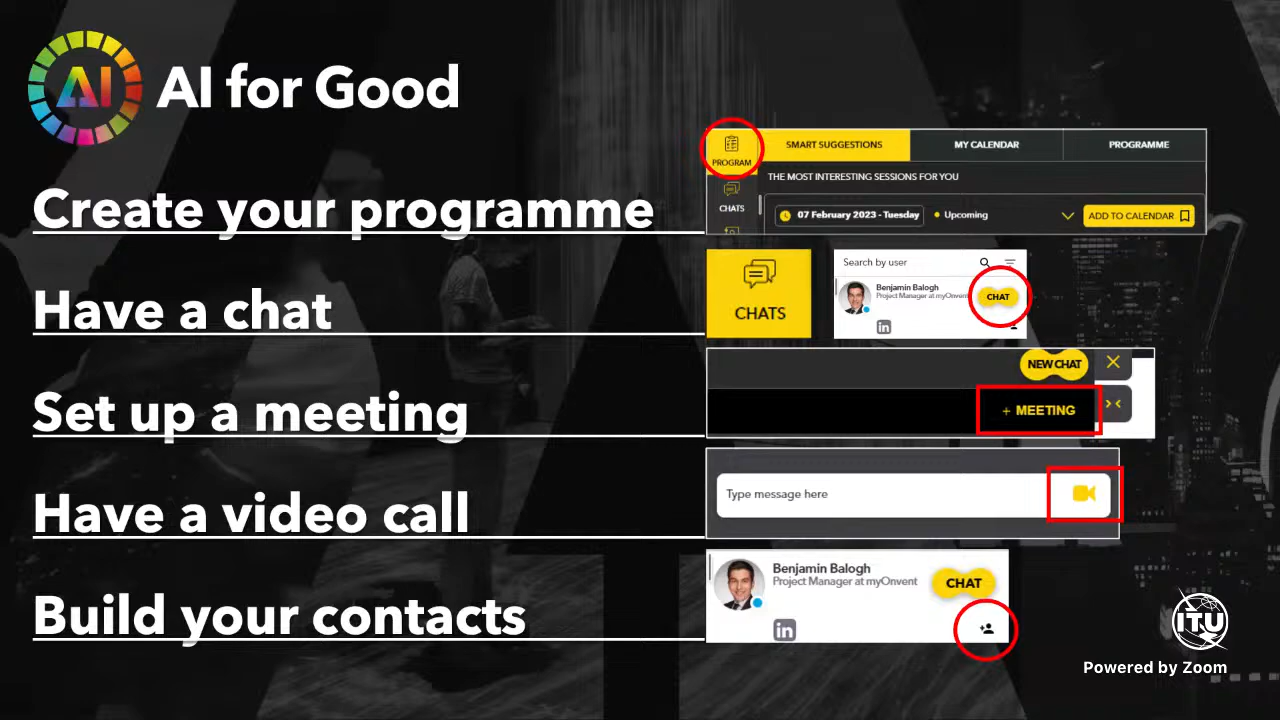 AI
AI for Good
PROGRAM
SMART SUGGESTIONS
MY CALENDAR
PROGRAMME
THE MOST INTERESTING SESSIONS FOR YOU
CHATS
07 February 2023 - Tuesday
Upcoming
ADD TO CALENDAR
Create your programme
Have a chat
CHATS
Search by user
Benjamin Balogh
Project Manager at myOnvent
CHAT
in
Set up a meeting
NEW CHAT
+ MEETING
Have a video call
Type message here
Build your contacts
Benjamin Balogh
Project Manager at myOnvent
CHAT
in
ITU
Powered by Zoom